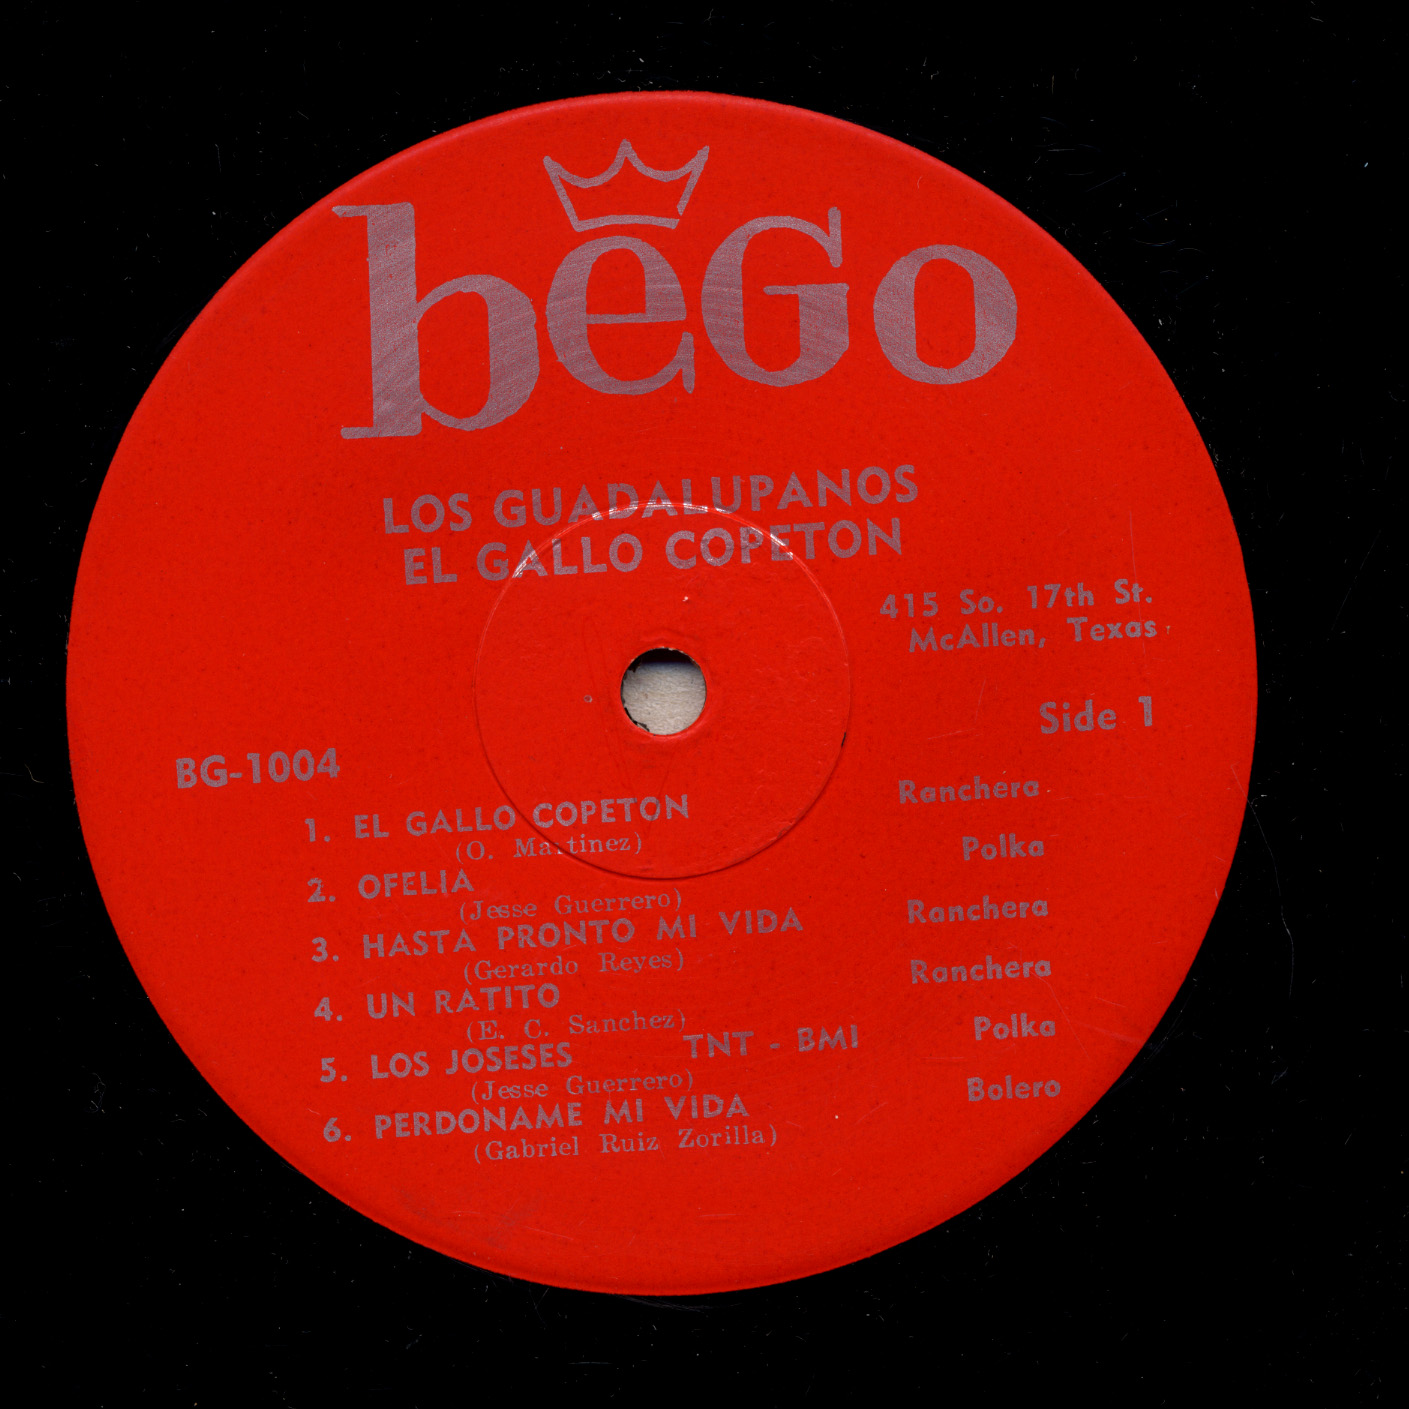 bego
LOS GUADALUPANOS
EL GALLO COPETON
415 So. 17th St.
McAllen, Texas
Side 1
BG-1004
1. EL GALLO COPETON Ranchera
(O. Martinez)
2. OFELIA Polka
(Jesse Guerrero)
3. HASTA PRONTO MI VIDA Ranchera
(Gerardo Reyes)
4. UN RATITO Ranchera
(E. C. Sanchez)
5. LOS JOSESES TNT - BMI Polka
(Jesse Guerrero)
6. PERDONAME MI VIDA Bolero
(Gabriel Ruiz Zorilla)